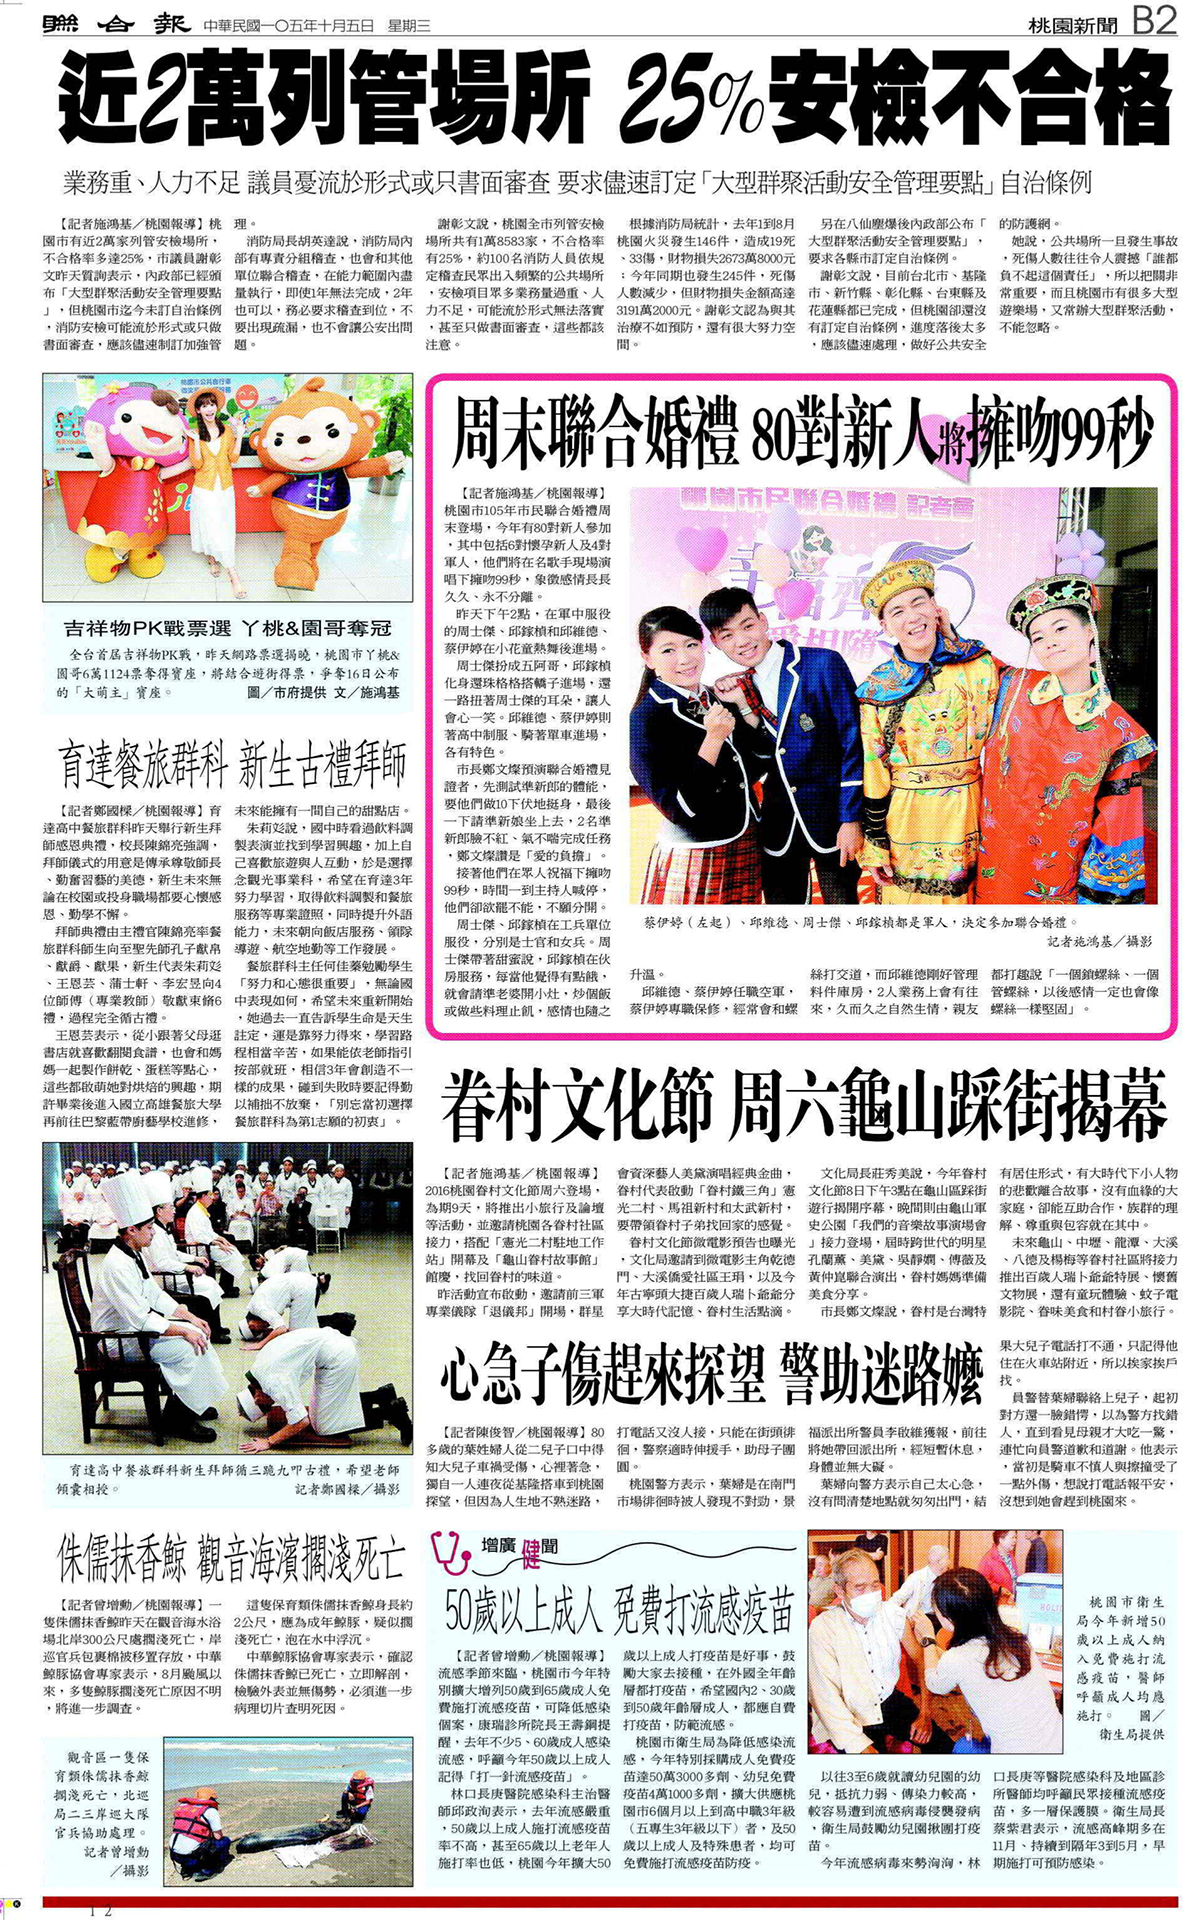 聯合報 中華民國一〇五年十月五日 星期三
桃園新聞 B2
近2萬列管場所 25%安檢不合格
業務重、人力不足 議員憂流於形式或只書面審查 要求儘速訂定「大型群聚活動安全管理要點」自治條例
【記者施鴻基／桃園報導】桃
園市有近2萬家列管安檢場所，
不合格率多達25%，市議員謝彰
文昨天質詢表示，內政部已經頒
布「大型群聚活動安全管理要點
」，但桃園市迄今未訂自治條例
，消防安檢可能流於形式或只做
書面審查，應該儘速制訂加強管
理。
消防局長胡英達說，消防局內
部有專責分組稽查，也會和其他
單位聯合稽查，在能力範圍內盡
量執行，即使1年無法完成，2年
也可以，務必要求稽查到位，不
要出現疏漏，也不會讓公安出問
題。
謝彰文說，桃園全市列管安檢
場所共有1萬8583家，不合格率
有25%，約100名消防人員依規
定稽查民眾出入頻繁的公共場所
，安檢項目眾多業務量過重、人
力不足，可能流於形式無法落實
，甚至只做書面審查，這些都該
注意。
根據消防局統計，去年1到8月
桃園火災發生146件，造成19死
、33傷，財物損失2673萬8000元
；今年同期也發生245件，死傷
人數減少，但財物損失金額高達
3191萬2000元。謝彰文認為與其
治療不如預防，還有很大努力空
間。
另在八仙塵爆後內政部公布「
大型群聚活動安全管理要點」，
要求各縣市訂定自治條例。
謝彰文說，目前台北市、基隆
市、新竹縣、彰化縣、台東縣及
花蓮縣都已完成，但桃園卻還沒
有訂定自治條例，進度落後太多
，應該儘速處理，做好公共安全
的防護網。
她說，公共場所一旦發生事故
，死傷人數往往令人震撼「誰都
負不起這個責任」，所以把關非
常重要，而且桃園市有很多大型
遊樂場，又常辦大型群聚活動，
不能忽略。
吉祥物PK戰票選 丫桃&園哥奪冠
全台首屆吉祥物PK戰，昨天網路票選揭曉，桃園市丫桃&
園哥6萬1124票奪得寶座，將結合遊街得票，爭奪16日公布
的「大萌主」寶座。 圖／市府提供 文／施鴻基
周末聯合婚禮 80對新人將擁吻99秒
【記者施鴻基／桃園報導】
桃園市105年市民聯合婚禮周
末登場，今年有80對新人參加
，其中包括6對懷孕新人及4對
軍人，他們將在名歌手現場演
唱下擁吻99秒，象徵感情長長
久久、永不分離。
昨天下午2點，在軍中服役
的周士傑、邱鎵楨和邱維德、
蔡伊婷在小花童熱舞後進場。
周士傑扮成五阿哥，邱鎵楨
化身還珠格格搭轎子進場，還
一路扭著周士傑的耳朵，讓人
會心一笑。邱維德、蔡伊婷則
著高中制服、騎著單車進場，
各有特色。
市長鄭文燦預演聯合婚禮見
證者，先測試準新郎的體能，
要他們做10下伏地挺身，最後
一下請準新娘坐上去，2名準
新郎臉不紅、氣不喘完成任務
，鄭文燦讚是「愛的負擔」。
接著他們在眾人祝福下擁吻
99秒，時間一到主持人喊停，
他們卻欲罷不能，不願分開。
周士傑、邱鎵楨在工兵單位
服役，分別是士官和女兵。周
士傑帶著甜蜜說，邱鎵楨在伙
房服務，每當他覺得有點餓，
就會請準老婆開小灶，炒個飯
或做些料理止飢，感情也隨之
桃園市民聯合婚禮 記者會
蔡伊婷（左起）、邱維德、周士傑、邱鎵楨都是軍人，決定參加聯合婚禮。
記者施鴻基／攝影
升溫。
邱維德、蔡伊婷任職空軍，
蔡伊婷專職保修，經常會和螺
絲打交道，而邱維德剛好管理
料件庫房，2人業務上會有往
來，久而久之自然生情，親友
都打趣說「一個鎖螺絲、一個
管螺絲，以後感情一定也會像
螺絲一樣堅固」。
育達餐旅群科 新生古禮拜師
【記者鄭國樑／桃園報導】育
達高中餐旅群科昨天舉行新生拜
師感恩典禮，校長陳錦亮強調，
拜師儀式的用意是傳承尊敬師長
、勤奮習藝的美德，新生未來無
論在校園或投身職場都要心懷感
恩、勤學不懈。
拜師典禮由主禮官陳錦亮率餐
旅群科師生向至聖先師孔子獻帛
、獻爵、獻果，新生代表朱莉彣
、王恩芸、蒲士軒、李宏昱向4
位師傅（專業教師）敬獻束脩6
禮，過程完全循古禮。
王恩芸表示，從小跟著父母逛
書店就喜歡翻閱食譜，也會和媽
媽一起製作餅乾、蛋糕等點心，
這些都啟萌她對烘焙的興趣，期
許畢業後進入國立高雄餐旅大學
再前往巴黎藍帶廚藝學校進修，
未來能擁有一間自己的甜點店。
朱莉彣說，國中時看過飲料調
製表演並找到學習興趣，加上自
己喜歡旅遊與人互動，於是選擇
念觀光事業科，希望在育達3年
努力學習，取得飲料調製和餐旅
服務等專業證照，同時提升外語
能力，未來朝向飯店服務、領隊
導遊、航空地勤等工作發展。
餐旅群科主任何佳蓁勉勵學生
「努力和心態很重要」，無論國
中表現如何，希望未來重新開始
，她過去一直告訴學生命是天生
註定，運是靠努力得來，學習路
程相當辛苦，如果能依老師指引
按部就班，相信3年會創造不一
樣的成果，碰到失敗時要記得勤
以補拙不放棄，「別忘當初選擇
餐旅群科為第1志願的初衷」。
育達高中餐旅群科新生拜師循三跪九叩古禮，希望老師
傾囊相授。 記者鄭國樑／攝影
眷村文化節 周六龜山踩街揭幕
【記者施鴻基／桃園報導】
2016桃園眷村文化節周六登場，
為期9天，將推出小旅行及論壇
等活動，並邀請桃園各眷村社區
接力，搭配「憲光二村駐地工作
站」開幕及「龜山眷村故事館」
館慶，找回眷村的味道。
昨活動宣布啟動，邀請前三軍
專業儀隊「退儀邦」開場，群星
會資深藝人美黛演唱經典金曲，
眷村代表啟動「眷村鐵三角」憲
光二村、馬祖新村和太武新村，
要帶領眷村子弟找回家的感覺。
眷村文化節微電影預告也曝光
，文化局邀請到微電影主角乾德
門、大溪僑愛社區王珇，以及今
年古寧頭大捷百歲人瑞卜爺爺分
享大時代記憶、眷村生活點滴。
文化局長莊秀美說，今年眷村
文化節8日下午3點在龜山區踩街
遊行揭開序幕，晚間則由龜山軍
史公園「我們的音樂故事演場會
」接力登場，屆時跨世代的明星
孔蘭薰、美黛、吳靜嫻、傅薇及
黃仲崑聯合演出，眷村媽媽準備
美食分享。
市長鄭文燦說，眷村是台灣特
有居住形式，有大時代下小人物
的悲歡離合故事，沒有血緣的大
家庭，卻能互助合作，族群的理
解、尊重與包容就在其中。
未來龜山、中壢、龍潭、大溪
、八德及楊梅等眷村社區將接力
推出百歲人瑞卜爺爺特展、懷舊
文物展，還有童玩體驗、蚊子電
影院、眷味美食和村眷小旅行。
心急子傷趕來探望 警助迷路嬤
【記者陳俊智／桃園報導】80
多歲的葉姓婦人從二兒子口中得
知大兒子車禍受傷，心裡著急，
獨自一人連夜從基隆搭車到桃園
探望，但因為人生地不熟迷路，
打電話又沒人接，只能在街頭徘
徊，警察適時伸援手，助母子團
圓。
桃園警方表示，葉婦是在南門
市場徘徊時被人發現不對勁，景
福派出所警員李啟維獲報，前往
將她帶回派出所，經短暫休息，
身體並無大礙。
葉婦向警方表示自己太心急，
沒有問清楚地點就匆匆出門，結
果大兒子電話打不通，只記得他
住在火車站附近，所以挨家挨戶
找。
員警替葉婦聯絡上兒子，起初
對方還一臉錯愕，以為警方找錯
人，直到看見母親才大吃一驚，
連忙向員警道歉和道謝。他表示
，當初是騎車不慎人與擦撞受了
一點外傷，想說打電話報平安，
沒想到她會趕到桃園來。
侏儒抹香鯨 觀音海濱擱淺死亡
【記者曾增勳／桃園報導】一
隻侏儒抹香鯨昨天在觀音海水浴
場北岸300公尺處擱淺死亡，岸
巡官兵包裹棉被移置存放，中華
鯨豚協會專家表示，8月颱風以
來，多隻鯨豚擱淺死亡原因不明
，將進一步調查。
這隻保育類侏儒抹香鯨身長約
2公尺，應為成年鯨豚，疑似擱
淺死亡，泡在水中浮沉。
中華鯨豚協會專家表示，確認
侏儒抹香鯨已死亡，立即解剖，
檢驗外表並無傷勢，必須進一步
病理切片查明死因。
觀音區一隻保
育類侏儒抹香鯨
擱淺死亡，北巡
局二三岸巡大隊
官兵協助處理。
記者曾增勳
／攝影
增廣健聞
50歲以上成人 免費打流感疫苗
【記者曾增勳／桃園報導】
流感季節來臨，桃園市今年特
別擴大增列50歲到65歲成人免
費施打流感疫苗，可降低感染
個案，康瑞診所院長王壽鋼提
醒，去年不少5、60歲成人感染
流感，呼籲今年50歲以上成人
記得「打一針流感疫苗」。
林口長庚醫院感染科主治醫
師邱政洵表示，去年流感嚴重
，50歲以上成人施打流感疫苗
率不高，甚至65歲以上老年人
施打率也低，桃園今年擴大50
歲以上成人打疫苗是好事，鼓
勵大家去接種，在外國全年齡
層都打疫苗，希望國內2、30歲
到50歲年齡層成人，都應自費
打疫苗，防範流感。
桃園市衛生局為降低感染流
感，今年特別採購成人免費疫
苗達50萬3000多劑、幼兒免費
疫苗4萬1000多劑，擴大供應桃
園市6個月以上到高中職3年級
（五專生3年級以下）者，及50
歲以上成人及特殊患者，均可
免費施打流感疫苗防疫。
桃園市衛生
局今年新增50
歲以上成人納
入免費施打流
感疫苗，醫師
呼籲成人均應
施打。 圖／
衛生局提供
以往3至6歲就讀幼兒園的幼
兒，抵抗力弱、傳染力較高，
較容易遭到流感病毒侵襲發病
，衛生局鼓勵幼兒園揪團打疫
苗。
今年流感病毒來勢洶洶，林
口長庚等醫院感染科及地區診
所醫師均呼籲民眾接種流感疫
苗，多一層保護膜。衛生局長
蔡紫君表示，流感高峰期多在
11月、持續到隔年3到5月，早
期施打可預防感染。
12